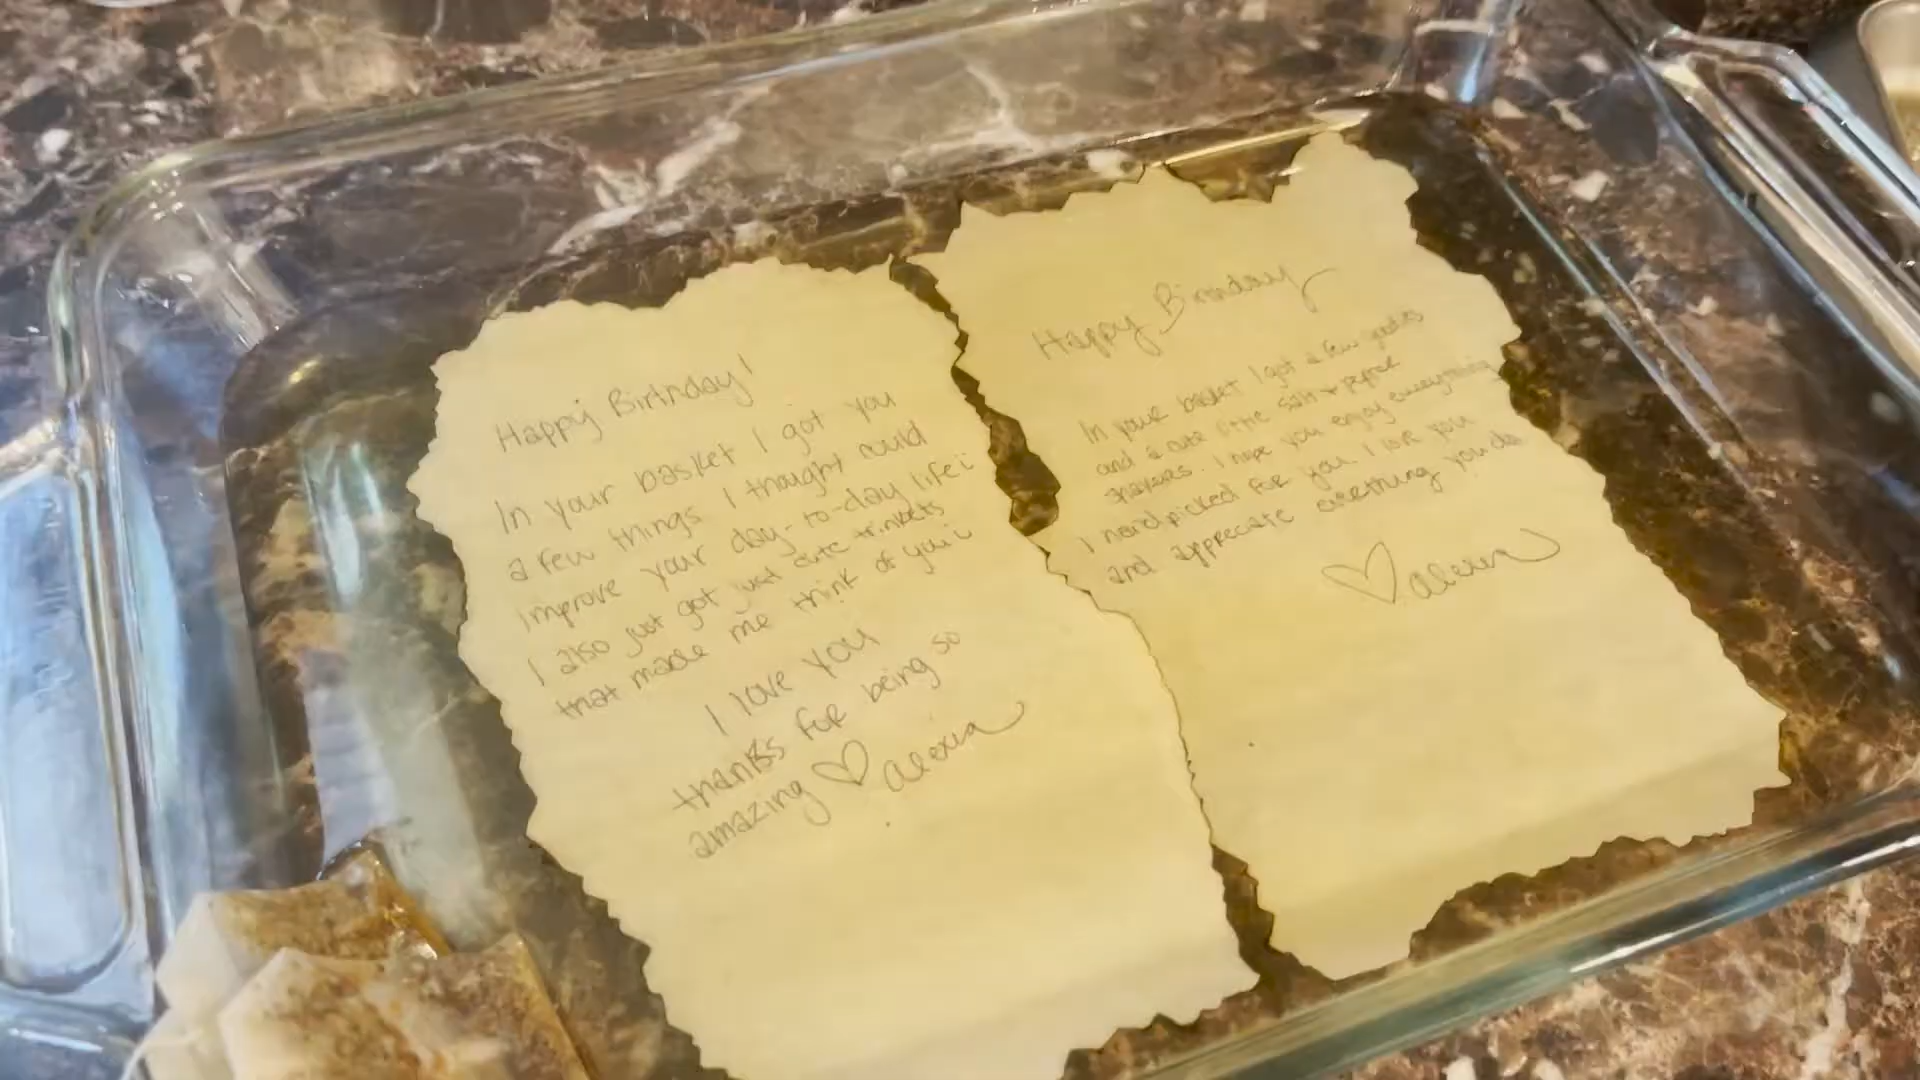 Happy Birthday!
In your basket I got you
a few things I thought could
improve your day-to-day life :
I also just got just cute trinkets
that made me think of you :
I love you
thanks for being so
amazing ♡ alexia
Happy Birthday
In your basket I got a few goodies
and a cute little salt + pepper
shakers. I hope you enjoy everything
I hand picked for you. I love you
and appreciate everything you do
♡ alexia